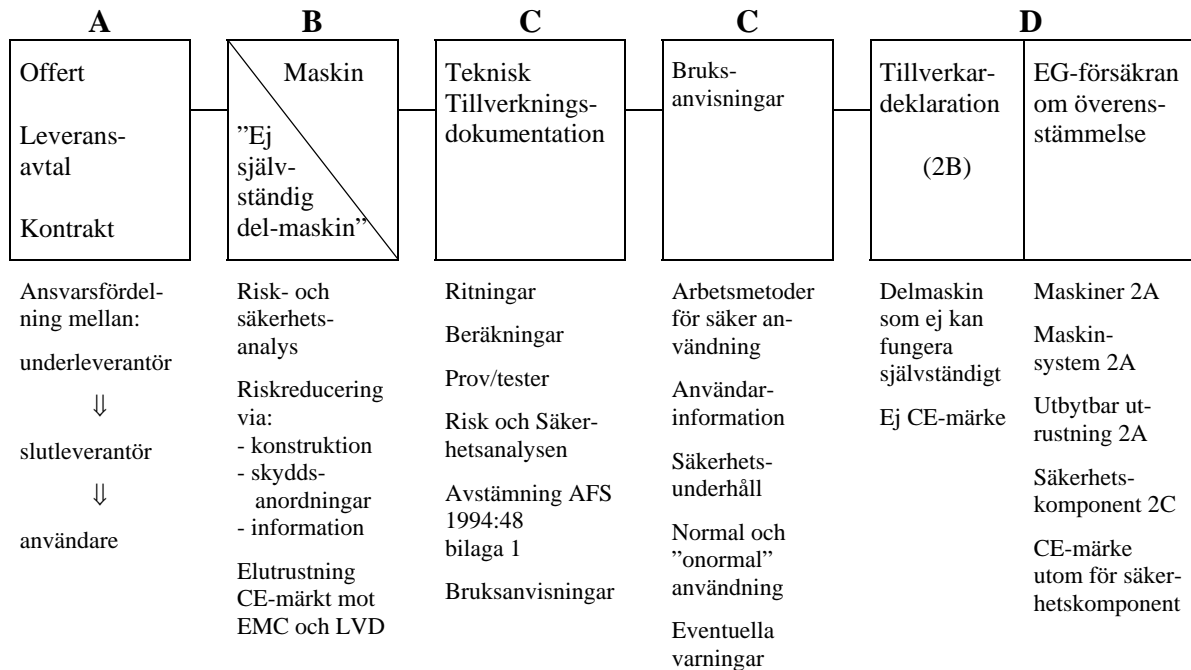 A
B
C
C
D
Offert
Leverans-
avtal
Kontrakt
Maskin
”Ej
själv-
ständig
del-maskin”
Teknisk
Tillverknings-
dokumentation
Bruks-
anvisningar
Tillverkar-
deklaration
(2B)
EG-försäkran
om överens-
stämmelse
Ansvarsfördel-
ning mellan:
underleverantör
⇓
slutleverantör
⇓
användare
Risk- och
säkerhets-
analys
Riskreducering
via:
- konstruktion
- skydds-
anordningar
- information
Elutrustning
CE-märkt mot
EMC och LVD
Ritningar
Beräkningar
Prov/tester
Risk och Säker-
hetsanalysen
Avstämning AFS
1994:48
bilaga 1
Bruksanvisningar
Arbetsmetoder
för säker an-
vändning
Användar-
information
Säkerhets-
underhåll
Normal och
”onormal”
användning
Eventuella
varningar
Delmaskin
som ej kan
fungera
självständigt
Ej CE-märke
Maskiner 2A
Maskin-
system 2A
Utbytbar ut-
rustning 2A
Säkerhets-
komponent 2C
CE-märke
utom för säker-
hetskomponent